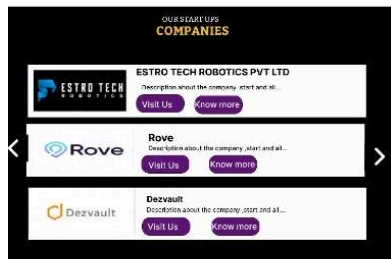 OUR START UPS
COMPANIES
ESTRO TECH
ROBOTICS
ESTRO TECH ROBOTICS PVT LTD
Description about the company ,start and all...
Visit Us
Know more
Rove
Rove
Description about the company ,start and all...
Visit Us
Know more
Dezvault
Dezvault
Description about the company ,start and all....
Visit Us
Know more